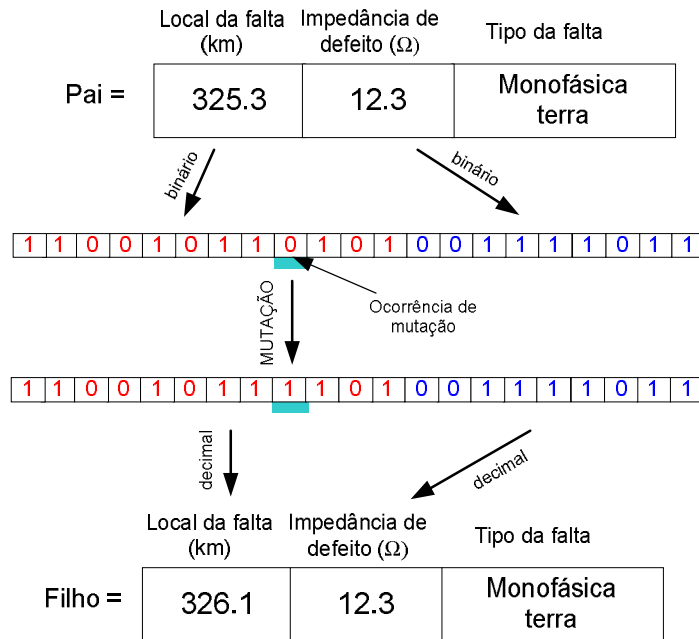 Local da falta (km)
Impedância de defeito (Ω)
Tipo da falta
Pai =
325.3
12.3
Monofásica terra
binário
binário
1 1 0 0 1 0 1 1 0 1 0 1 0 0 1 1 1 1 0 1 1
Ocorrência de mutação
MUTAÇÃO
1 1 0 0 1 0 1 1 1 1 0 1 0 0 1 1 1 1 0 1 1
decimal
decimal
Local da falta (km)
Impedância de defeito (Ω)
Tipo da falta
Filho =
326.1
12.3
Monofásica terra